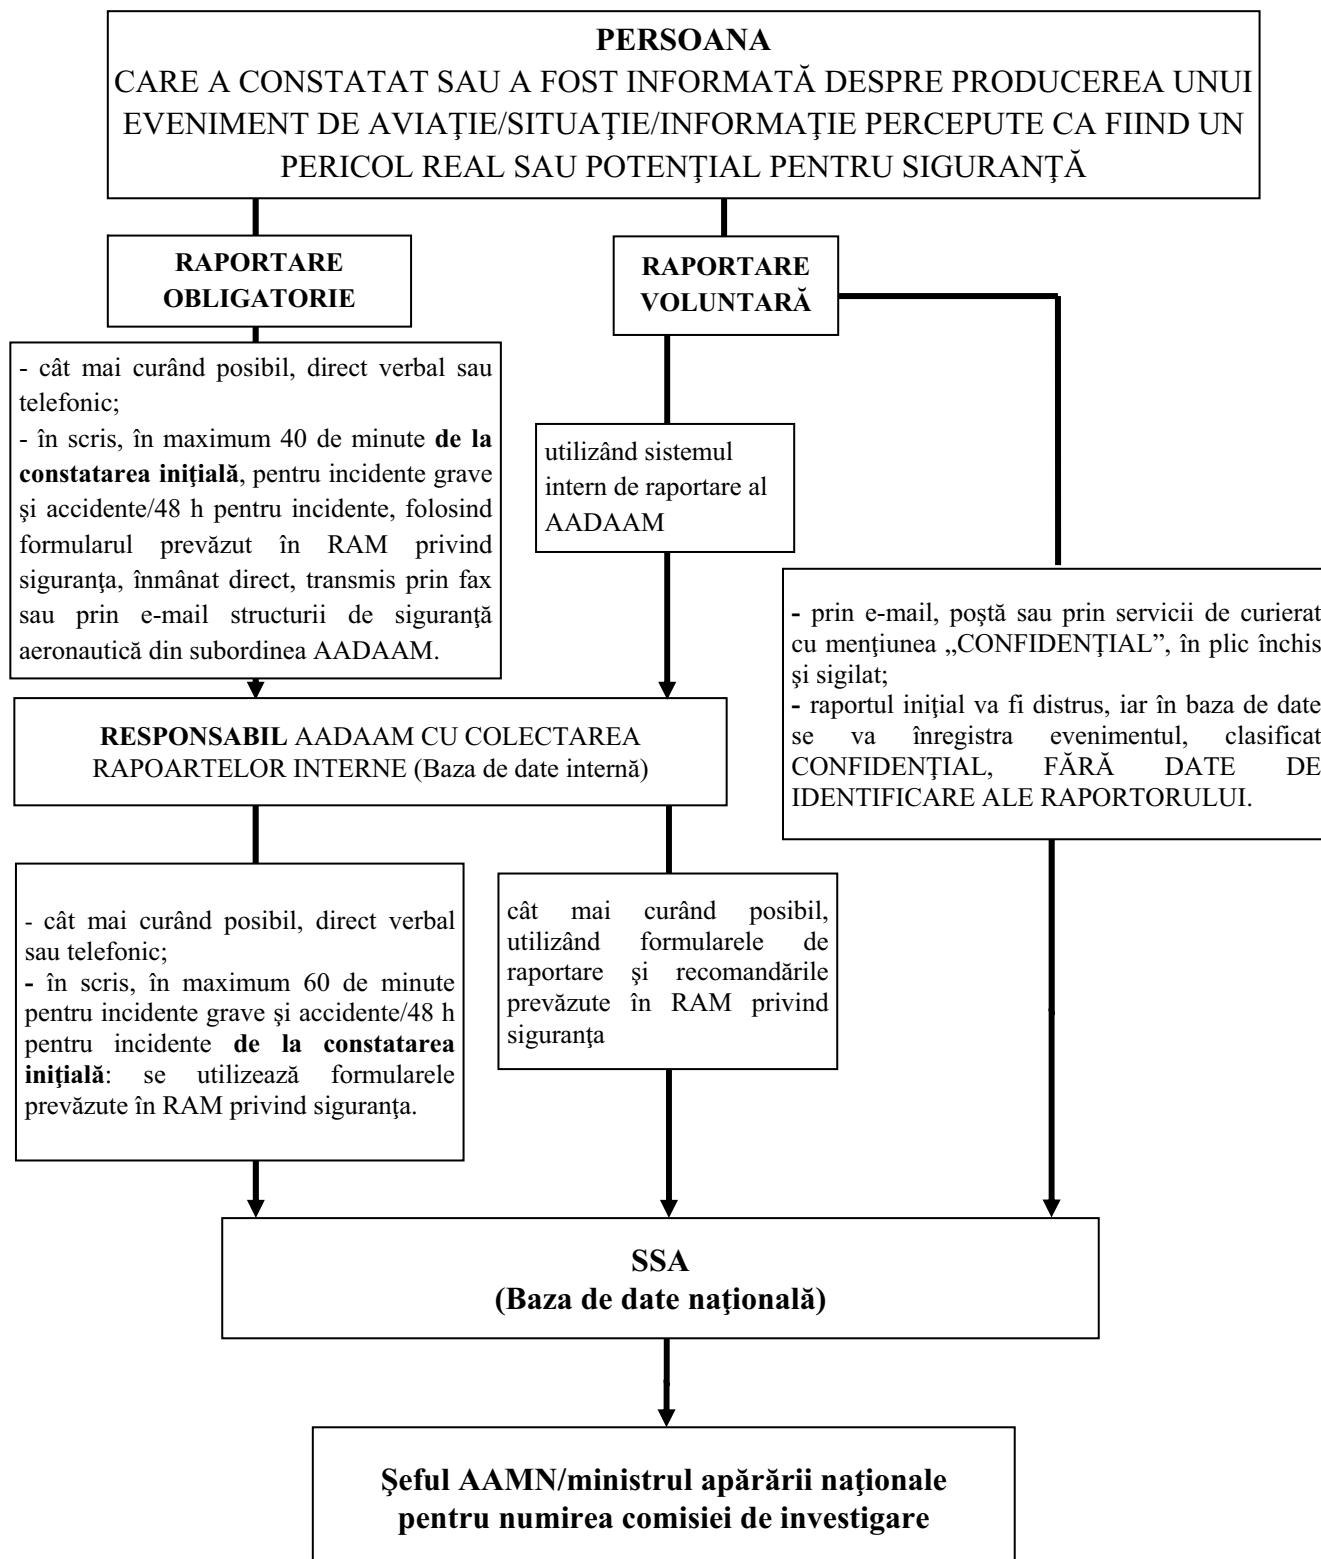 PERSOANA
CARE A CONSTATAT SAU A FOST INFORMATĂ DESPRE PRODUCEREA UNUI
EVENIMENT DE AVIAŢIE/SITUAŢIE/INFORMAŢIE PERCEPUTE CA FIIND UN
PERICOL REAL SAU POTENŢIAL PENTRU SIGURANŢĂ
RAPORTARE
OBLIGATORIE
RAPORTARE
VOLUNTARĂ
- cât mai curând posibil, direct verbal sau
telefonic;
- în scris, în maximum 40 de minute de la
constatarea iniţială, pentru incidente grave
şi accidente/48 h pentru incidente, folosind
formularul prevăzut în RAM privind
siguranţa, înmânat direct, transmis prin fax
sau prin e-mail structurii de siguranţă
aeronautică din subordinea AADAAM.
utilizând sistemul
intern de raportare al
AADAAM
- prin e-mail, poştă sau prin servicii de curierat
cu menţiunea „CONFIDENŢIAL”, în plic închis
şi sigilat;
- raportul iniţial va fi distrus, iar în baza de date
se va înregistra evenimentul, clasificat
CONFIDENŢIAL, FĂRĂ DATE DE
IDENTIFICARE ALE RAPORTORULUI.
RESPONSABIL AADAAM CU COLECTAREA
RAPOARTELOR INTERNE (Baza de date internă)
- cât mai curând posibil, direct verbal
sau telefonic;
- în scris, în maximum 60 de minute
pentru incidente grave şi accidente/48 h
pentru incidente de la constatarea
iniţială: se utilizează formularele
prevăzute în RAM privind siguranţa.
cât mai curând posibil,
utilizând formularele de
raportare şi recomandările
prevăzute în RAM privind
siguranţa
SSA
(Baza de date naţională)
Şeful AAMN/ministrul apărării naţionale
pentru numirea comisiei de investigare